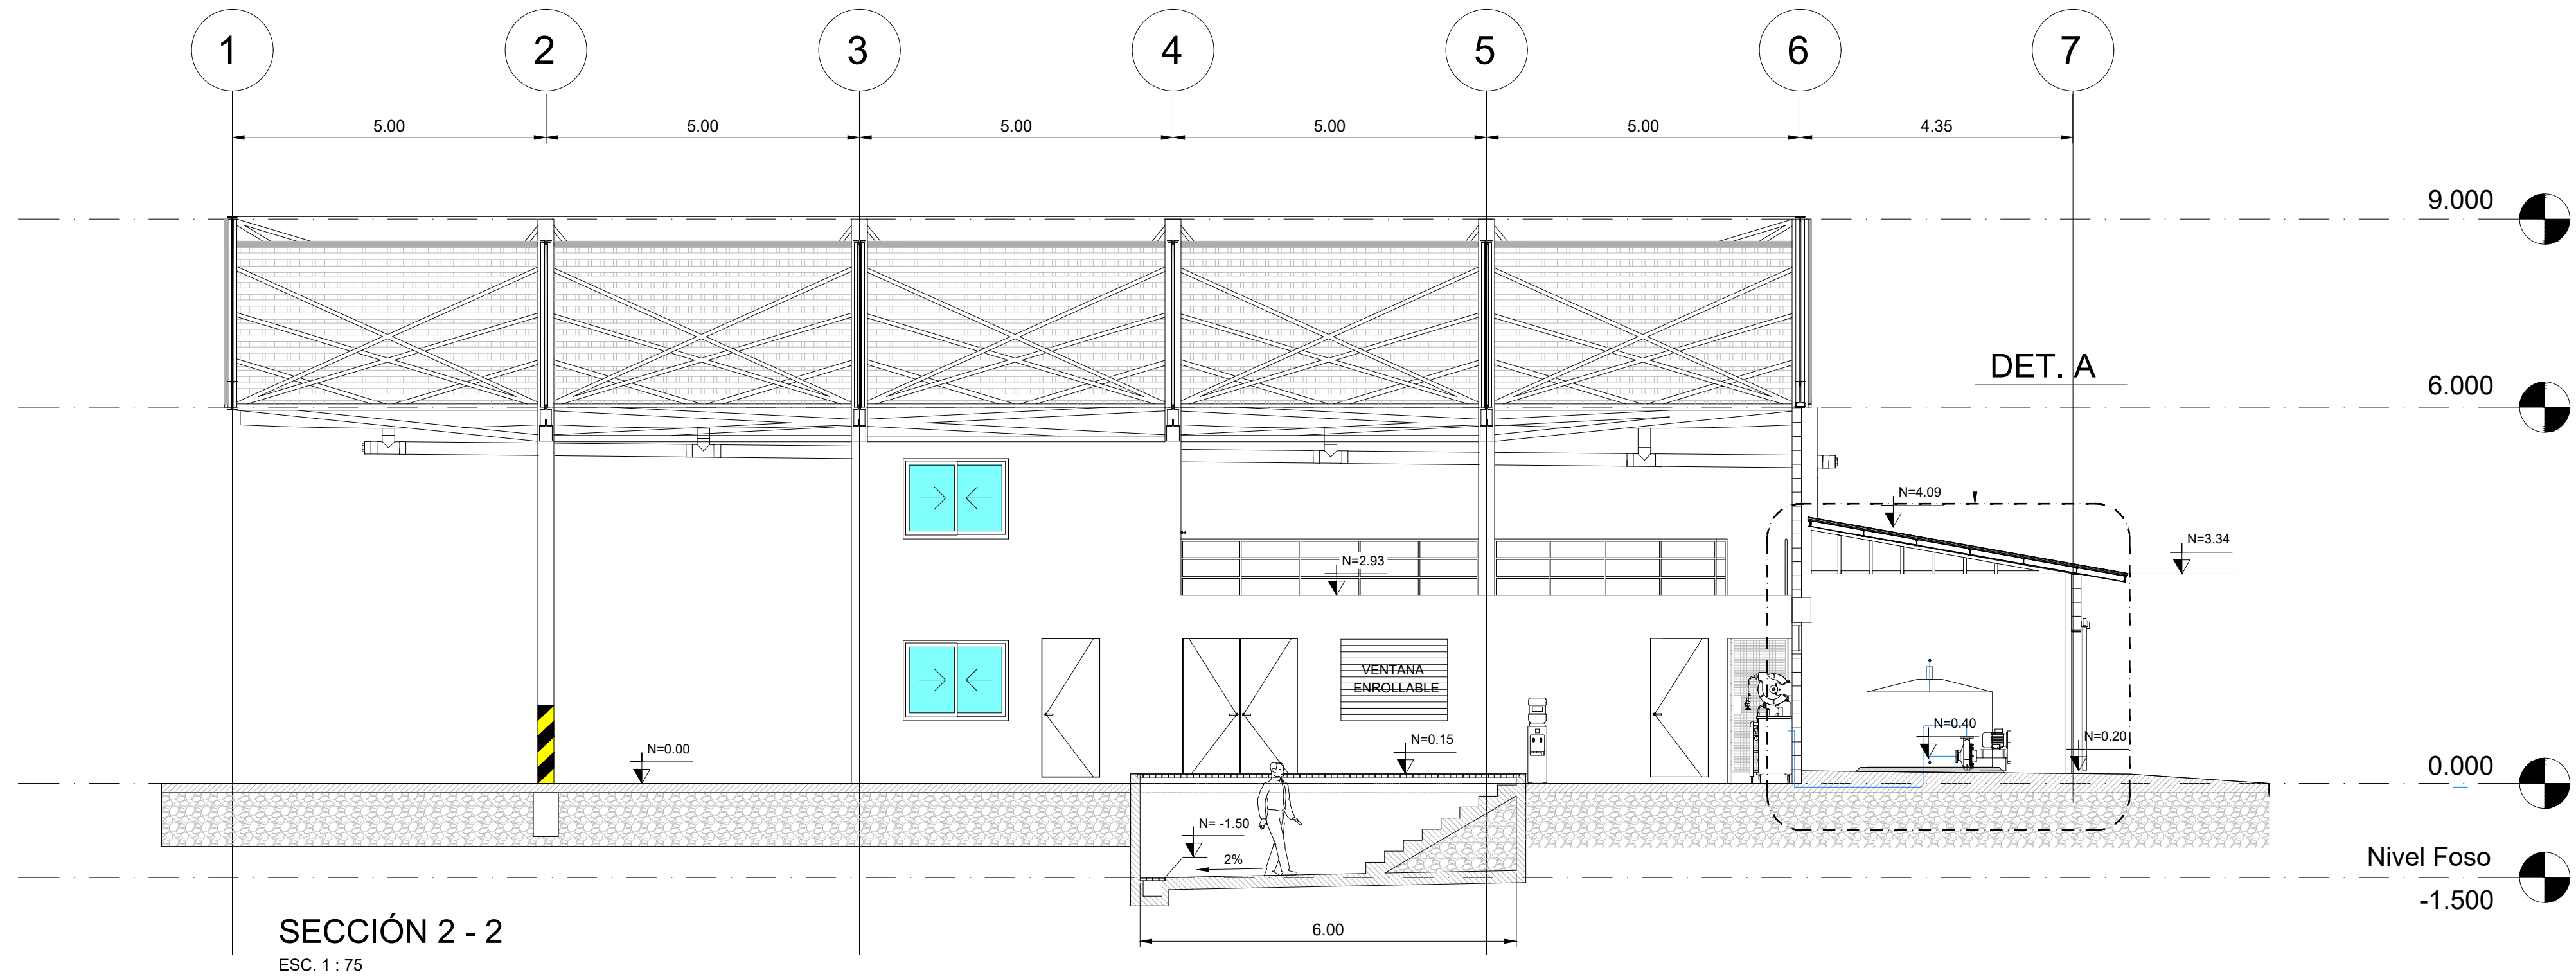 1 2 3 4 5 6 7
5.00 5.00 5.00 5.00 5.00 4.35
9.000
DET. A
6.000
N=4.09
N=3.34
N=2.93
VENTANA
ENROLLABLE
N=0.00
N=0.15
N=0.40
N=0.20
0.000
N= -1.50
2%
Nivel Foso
-1.500
6.00
SECCIÓN 2 - 2
ESC. 1 : 75